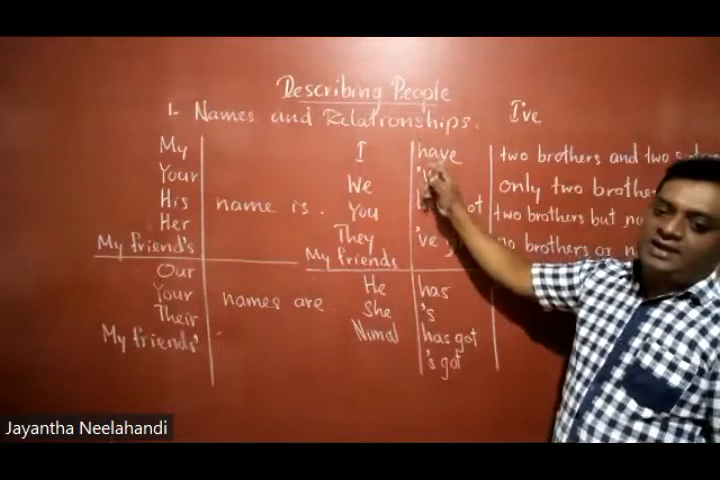 Describing People
1. Names and Relationships. I've
My I have two brothers and two
Your 've only two
His name is. We two brothers but
Her You no brothers or
My friend's They
My friends
Our He has
Your names are. She 's
Their Nimal has got
My friends' 's got
Jayantha Neelahandi